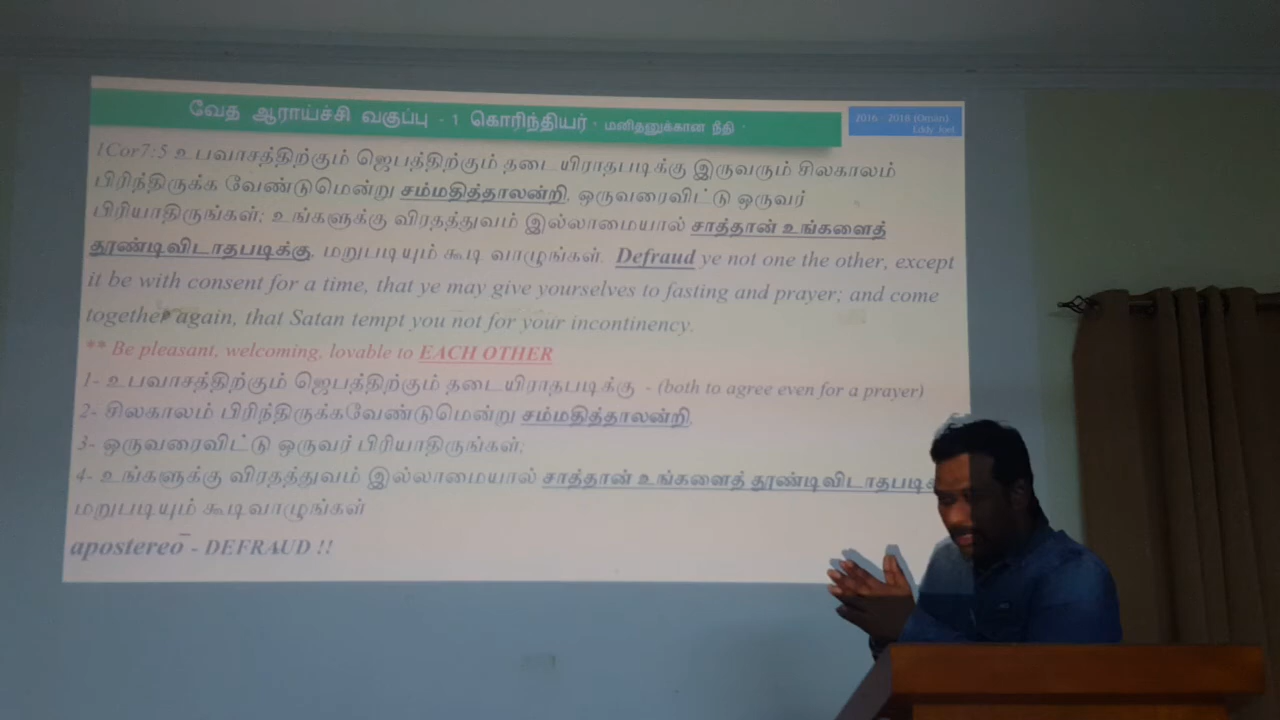 வேத ஆராய்ச்சி வகுப்பு - 1 கொரிந்தியர் - மனிதனுக்கான நீதி -
2016 - 2018 (Oman)
Eddy Joel
1Cor7:5 உபவாசத்திற்கும் ஜெபத்திற்கும் தடையிராதபடிக்கு இருவரும் சிலகாலம்
பிரிந்திருக்க வேண்டுமென்று சம்மதித்தாலன்றி, ஒருவரைவிட்டு ஒருவர்
பிரியாதிருங்கள்; உங்களுக்கு விரதத்துவம் இல்லாமையால் சாத்தான் உங்களைத்
தூண்டிவிடாதபடிக்கு, மறுபடியும் கூடி வாழுங்கள். Defraud ye not one the other, except
it be with consent for a time, that ye may give yourselves to fasting and prayer; and come
together again, that Satan tempt you not for your incontinency.
** Be pleasant, welcoming, lovable to EACH OTHER
1- உபவாசத்திற்கும் ஜெபத்திற்கும் தடையிராதபடிக்கு - (both to agree even for a prayer)
2- சிலகாலம் பிரிந்திருக்கவேண்டுமென்று சம்மதித்தாலன்றி,
3- ஒருவரைவிட்டு ஒருவர் பிரியாதிருங்கள்;
4- உங்களுக்கு விரதத்துவம் இல்லாமையால் சாத்தான் உங்களைத்
மறுபடியும் கூடிவாழுங்கள்
apostereō - DEFRAUD !!